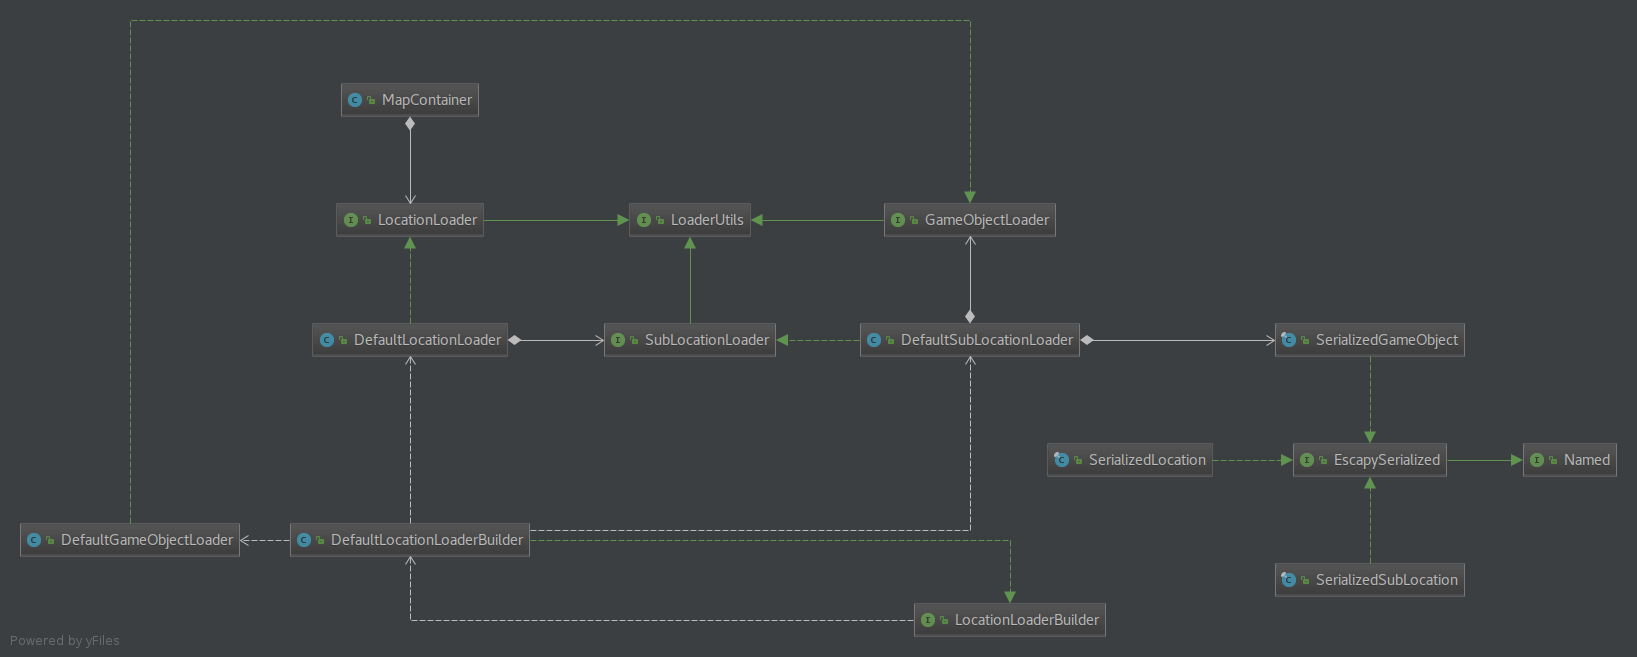 MapContainer
LocationLoader
LoaderUtils
GameObjectLoader
DefaultLocationLoader
SubLocationLoader
DefaultSubLocationLoader
SerializedGameObject
SerializedLocation
EscapySerialized
Named
DefaultGameObjectLoader
DefaultLocationLoaderBuilder
SerializedSubLocation
LocationLoaderBuilder
Powered by yFiles